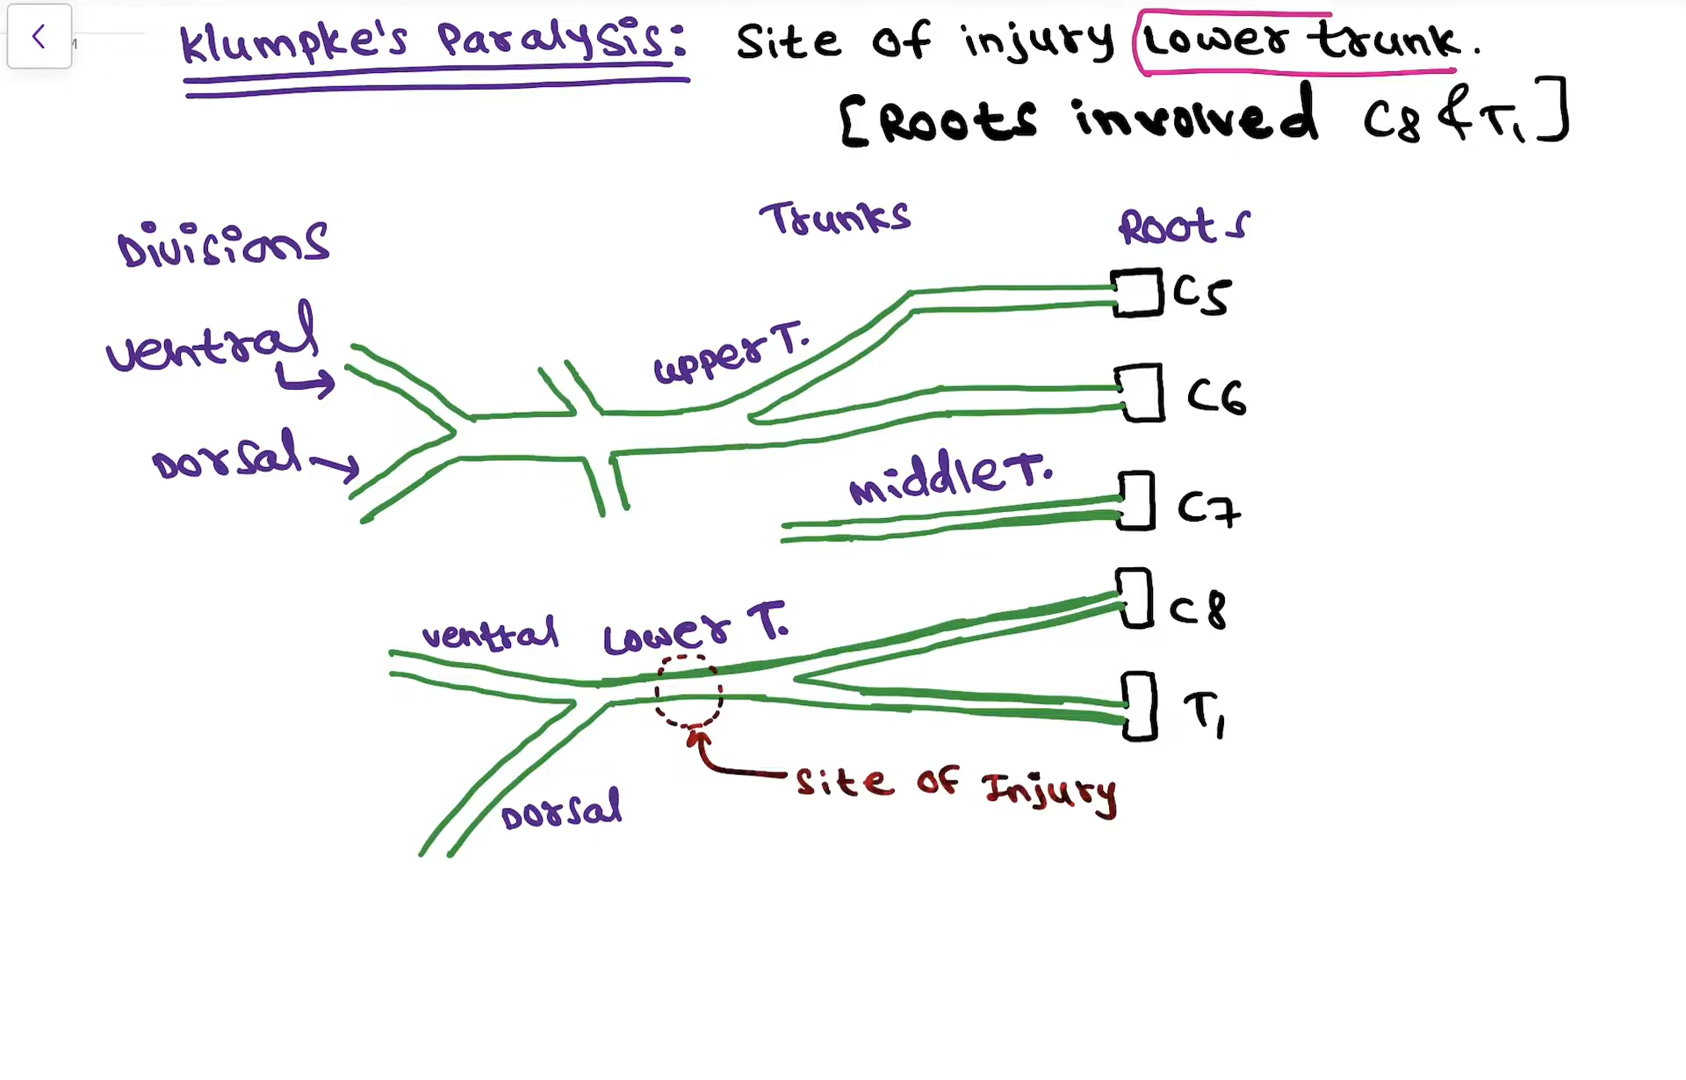 Klumpke's Paralysis: Site of injury Lower trunk.
[Roots involved C8 & T1]
Trunks
Roots
Divisions
C5
ventral
upper T.
C6
Dorsal
middle T.
C7
ventral
Lower T.
C8
T1
Site of Injury
Dorsal